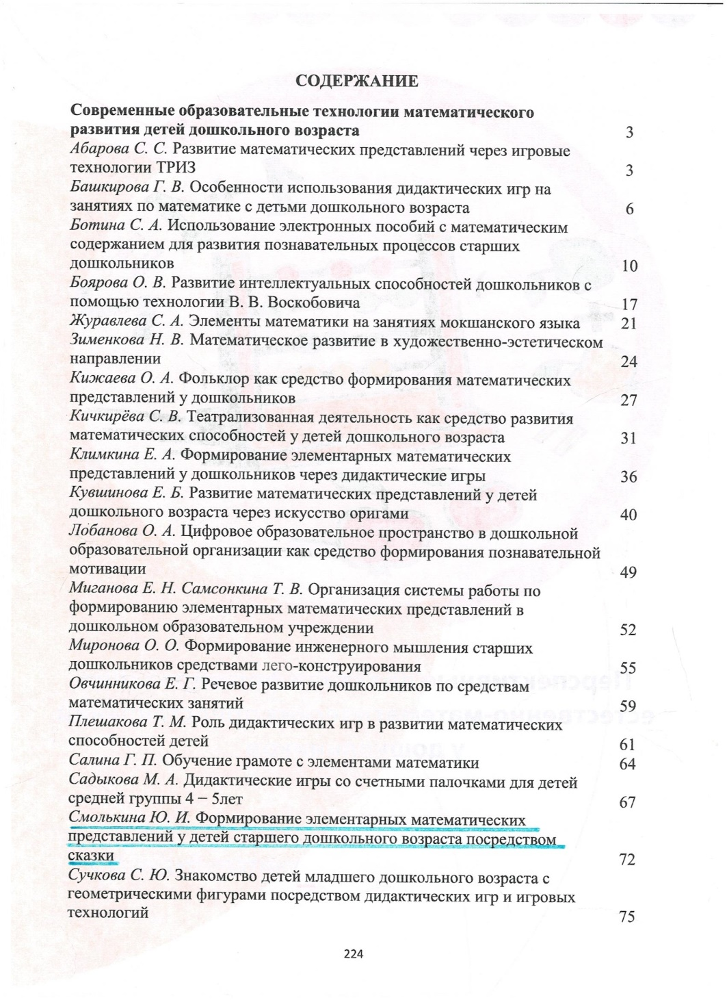 СОДЕРЖАНИЕ
Современные образовательные технологии математического
развития детей дошкольного возраста 3
Абарова С. С. Развитие математических представлений через игровые
технологии ТРИЗ 3
Башкирова Г. В. Особенности использования дидактических игр на
занятиях по математике с детьми дошкольного возраста 6
Ботина С. А. Использование электронных пособий с математическим
содержанием для развития познавательных процессов старших
дошкольников 10
Боярова О. В. Развитие интеллектуальных способностей дошкольников с
помощью технологии В. В. Воскобовича 17
Журавлева С. А. Элементы математики на занятиях мокшанского языка 21
Зименкова Н. В. Математическое развитие в художественно-эстетическом
направлении 24
Кижаева О. А. Фольклор как средство формирования математических
представлений у дошкольников 27
Кичкирёва С. В. Театрализованная деятельность как средство развития
математических способностей у детей дошкольного возраста 31
Климкина Е. А. Формирование элементарных математических
представлений у дошкольников через дидактические игры 36
Кувшинова Е. Б. Развитие математических представлений у детей
дошкольного возраста через искусство оригами 40
Лобанова О. А. Цифровое образовательное пространство в дошкольной
образовательной организации как средство формирования познавательной
мотивации 49
Миганова Е. Н. Самсонкина Т. В. Организация системы работы по
формированию элементарных математических представлений в
дошкольном образовательном учреждении 52
Миронова О. О. Формирование инженерного мышления старших
дошкольников средствами лего-конструирования 55
Овчинникова Е. Г. Речевое развитие дошкольников по средствам
математических занятий 59
Плешакова Т. М. Роль дидактических игр в развитии математических
способностей детей 61
Салина Г. П. Обучение грамоте с элементами математики 64
Садыкова М. А. Дидактические игры со счетными палочками для детей
средней группы 4 – 5лет 67
Смолькина Ю. И. Формирование элементарных математических
представлений у детей старшего дошкольного возраста посредством
сказки 72
Сучкова С. Ю. Знакомство детей младшего дошкольного возраста с
геометрическими фигурами посредством дидактических игр и игровых
технологий 75
224